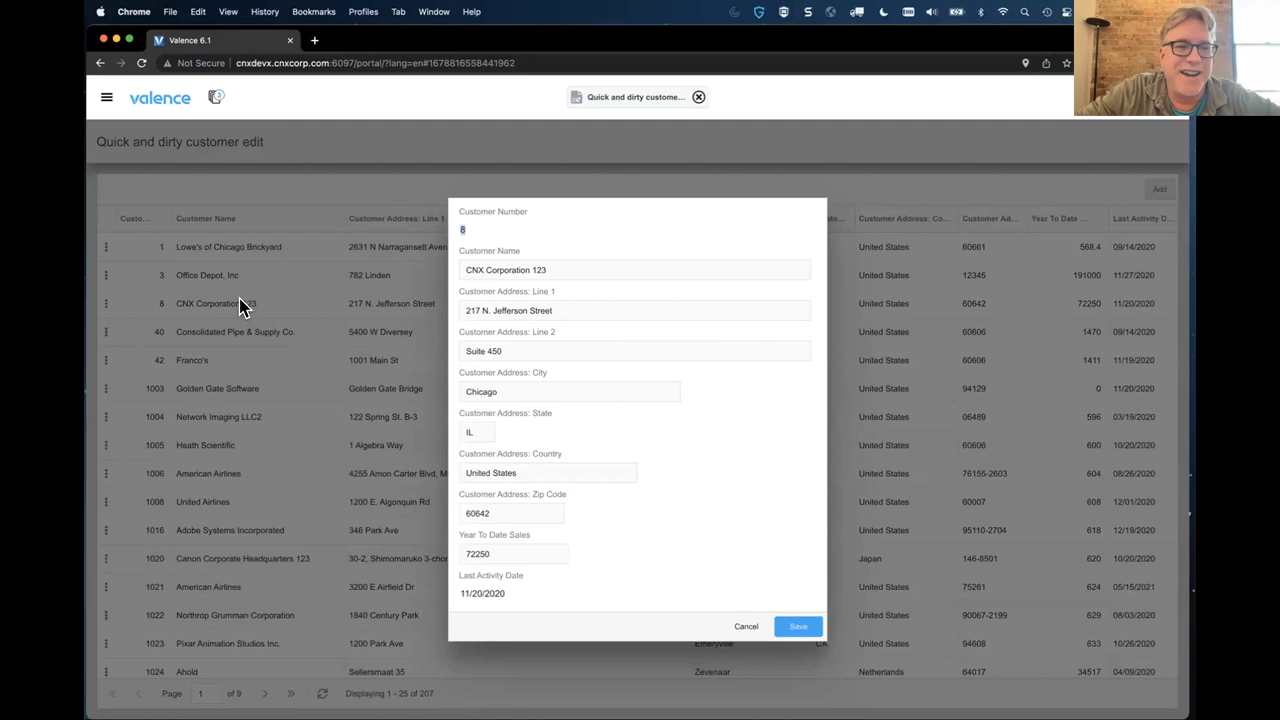 Chrome File Edit View History Bookmarks Profiles Tab Window Help
Valence 6.1
Not Secure cnxdevx.cnxcorp.com:6097/portal/?lang=en#1678816558441962
valence 3 Quick and dirty custome...
Quick and dirty customer edit
Add
Custo... Customer Name Customer Address: Line 1 Customer Address: Co... Customer Ad... Year To Date ... Last Activity D...
1 Lowe's of Chicago Brickyard 2631 N Narragansett Aven United States 60661 568.4 09/14/2020
3 Office Depot, Inc 782 Linden United States 12345 191000 11/27/2020
8 CNX Corporation 217 N. Jefferson Street United States 60642 72250 11/20/2020
40 Consolidated Pipe & Supply Co. 5400 W Diversey United States 60606 1470 09/14/2020
42 Franco's 1001 Main St United States 60606 1411 11/19/2020
1003 Golden Gate Software Golden Gate Bridge United States 94129 0 11/20/2020
1004 Network Imaging LLC2 122 Spring St. B-3 United States 06489 596 03/19/2020
1005 Heath Scientific 1 Algebra Way United States 60606 600 10/20/2020
1006 American Airlines 4255 Amon Carter Blvd, M United States 76155-2603 604 08/26/2020
1008 United Airlines 1200 E. Algonquin Rd United States 60007 608 12/01/2020
1016 Adobe Systems Incorporated 346 Park Ave United States 95110-2704 618 12/19/2020
1020 Canon Corporate Headquarters 123 30-2, Shimomaruko 3-chor Japan 146-8501 620 10/20/2020
1021 American Airlines 3200 E Airfield Dr United States 75261 624 05/15/2021
1022 Northrop Grumman Corporation 1840 Century Park United States 90067-2199 629 08/03/2020
1023 Pixar Animation Studios Inc. 1200 Park Ave Emeryville CA United States 94608 633 10/26/2020
1024 Ahold Sellersmaat 35 Zevenaar Netherlands 64017 34517 04/09/2020
Page 1 of 9 Displaying 1 - 25 of 207
Customer Number
8
Customer Name
CNX Corporation 123
Customer Address: Line 1
217 N. Jefferson Street
Customer Address: Line 2
Suite 450
Customer Address: City
Chicago
Customer Address: State
IL
Customer Address: Country
United States
Customer Address: Zip Code
60642
Year To Date Sales
72250
Last Activity Date
11/20/2020
Cancel Save